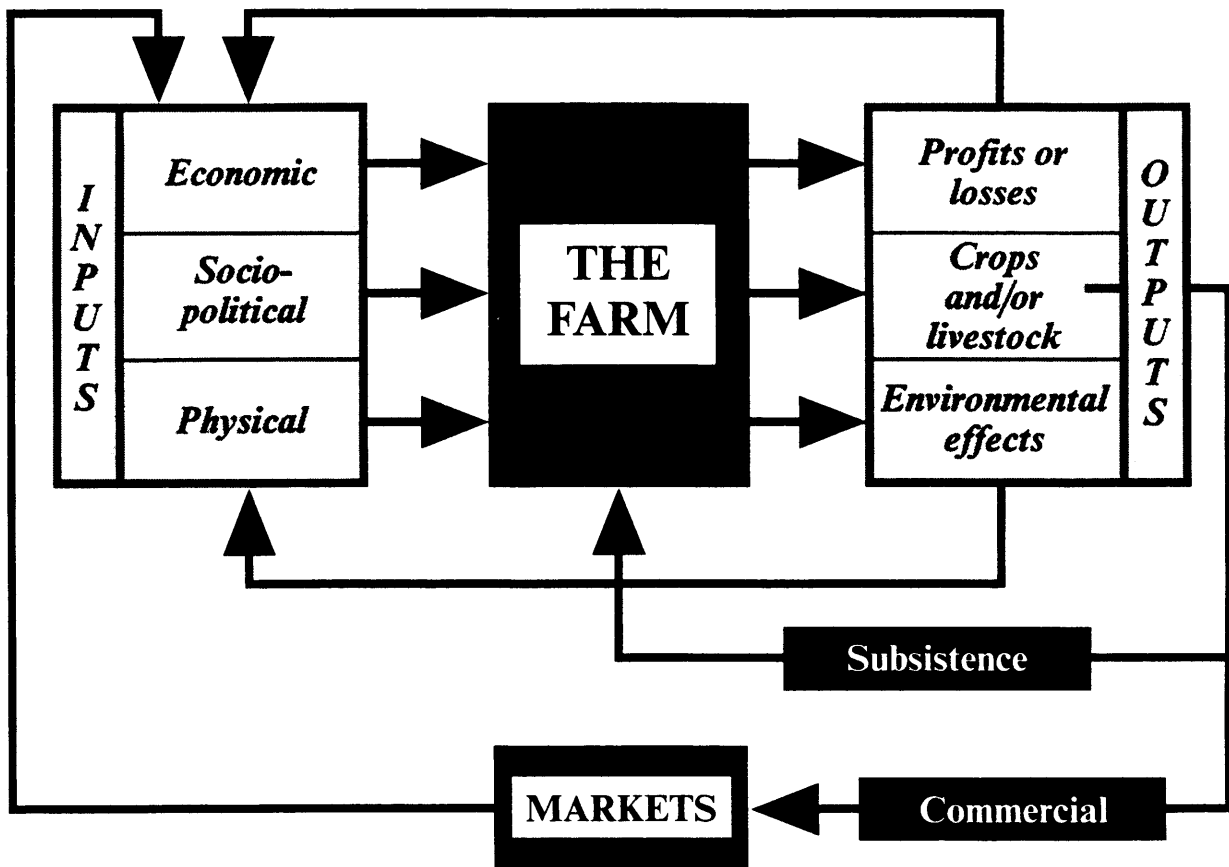 INPUTS
Economic
Socio-
political
Physical
THE
FARM
Profits or
losses
Crops
and/or
livestock
Environmental
effects
OUTPUTS
Subsistence
MARKETS
Commercial